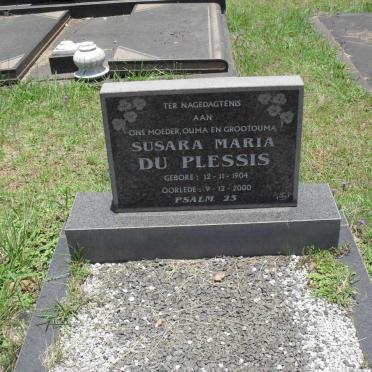 TER NAGEDAGTENIS
AAN
ONS MOEDER, OUMA EN GROOTOUMA
SUSARA MARIA
DU PLESSIS
GEBORE : 12 - 11 - 1904
OORLEDE : 9 - 12 - 2000
PSALM 23